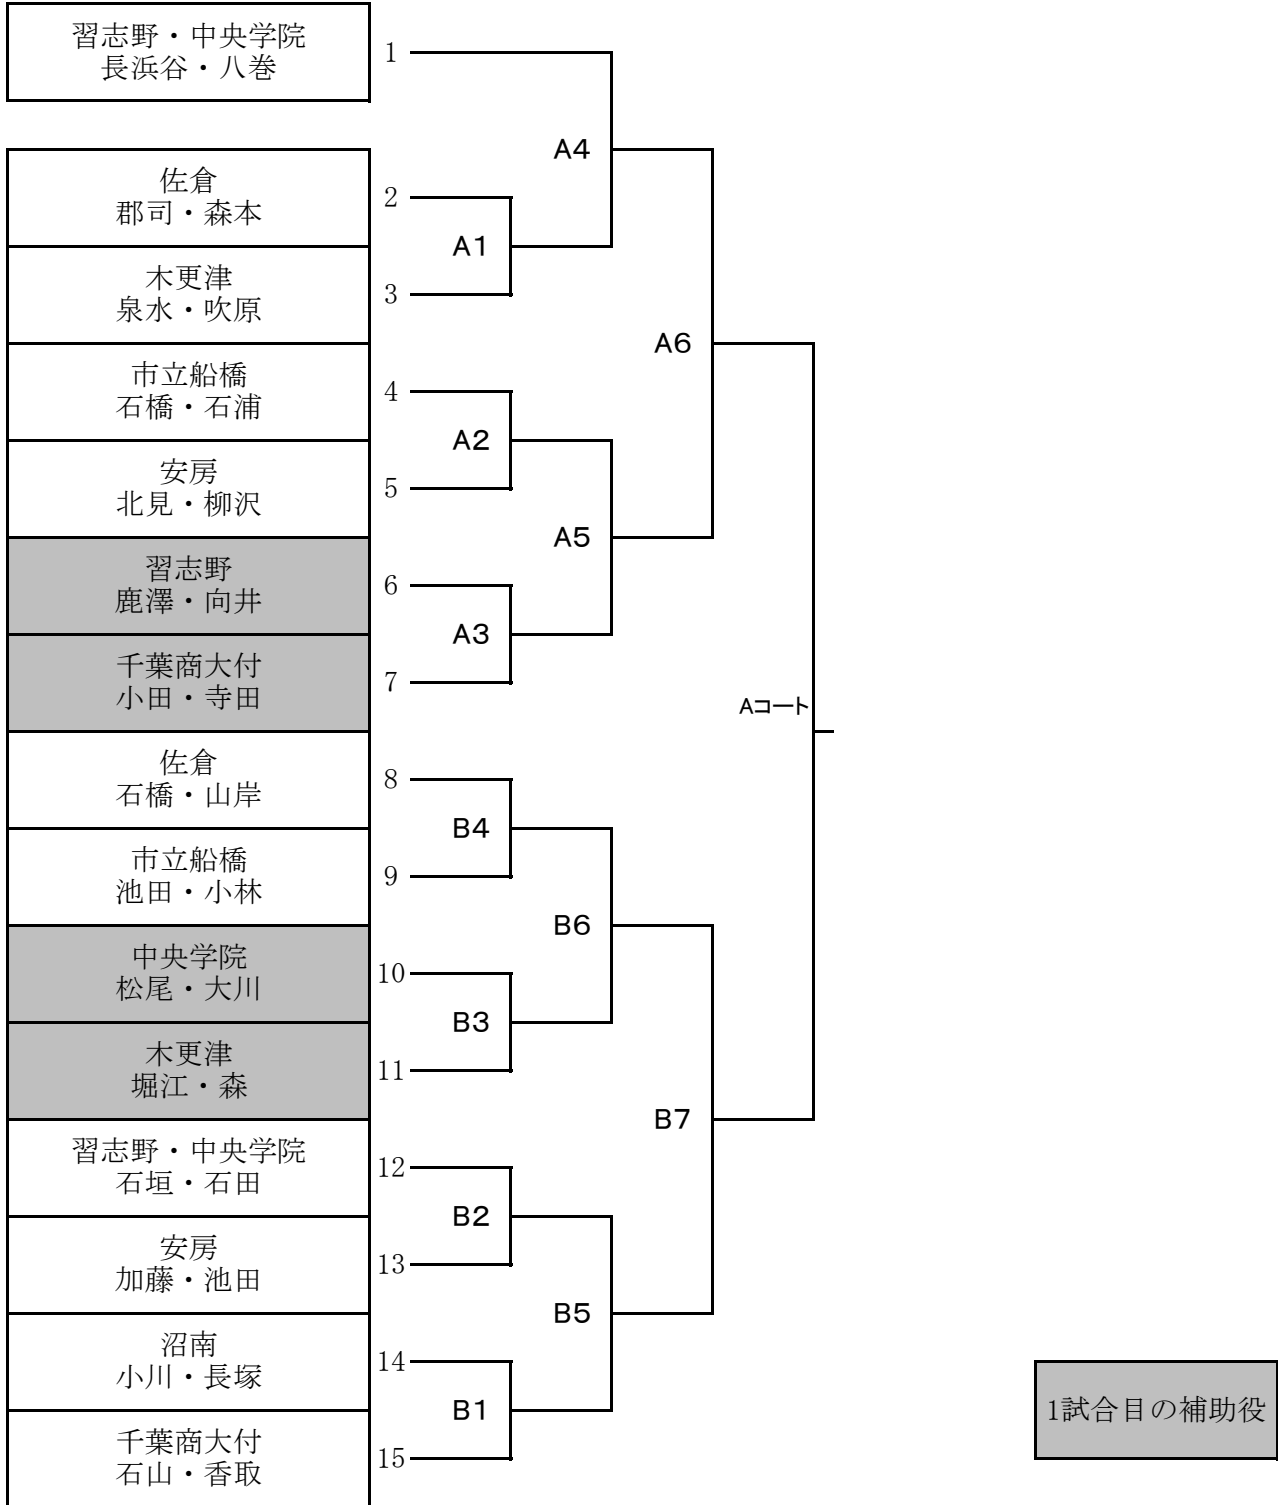 習志野・中央学院
長浜谷・八巻
1
A4
佐倉
郡司・森本
2
A1
木更津
泉水・吹原
3
A6
市立船橋
石橋・石浦
4
A2
安房
北見・柳沢
5
A5
習志野
鹿澤・向井
6
A3
千葉商大付
小田・寺田
7
Aコート
佐倉
石橋・山岸
8
B4
市立船橋
池田・小林
9
B6
中央学院
松尾・大川
10
B3
木更津
堀江・森
11
B7
習志野・中央学院
石垣・石田
12
B2
安房
加藤・池田
13
B5
沼南
小川・長塚
14
B1
千葉商大付
石山・香取
15
1試合目の補助役